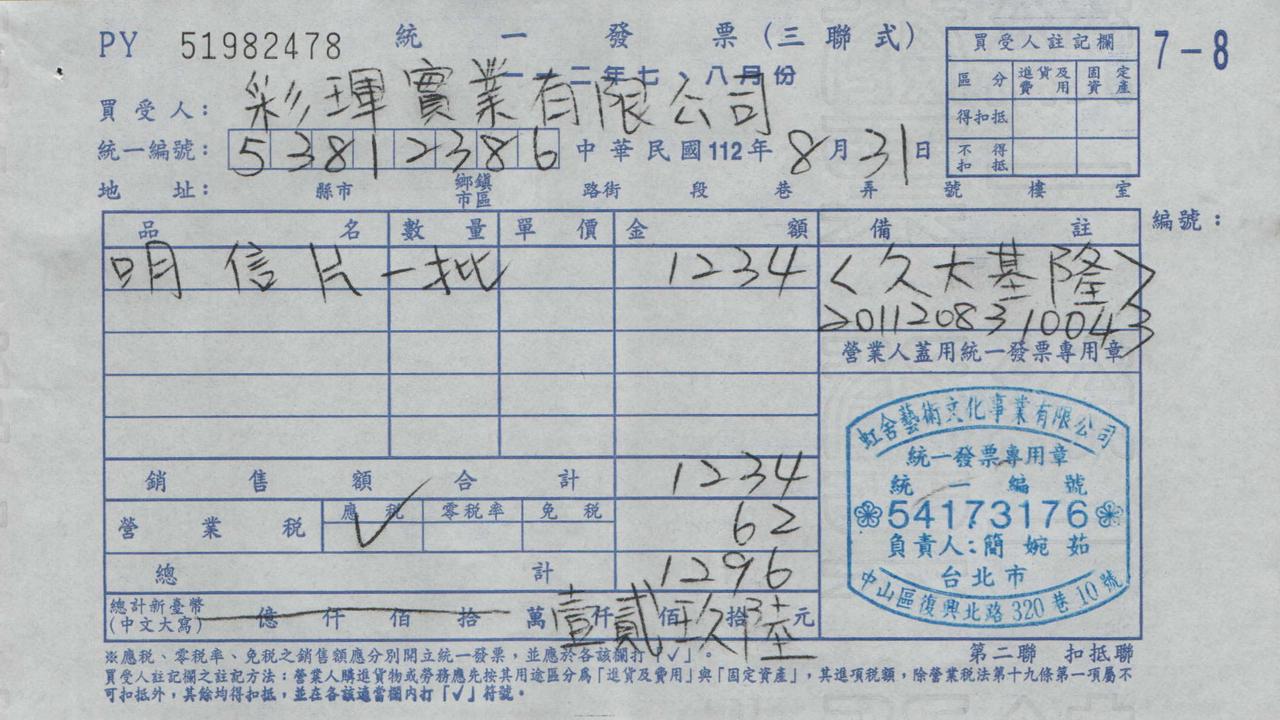 PY 51982478 統一發票(三聯式) 7-8
一一二年七、八月份
買受人註記欄
區分 進貨及費用 固定資產
得扣抵
不得扣抵
買受人: 彩琿實業有限公司
統一編號: 53812386 中華民國112年8月31日
地址: 縣市 鄉鎮市區 路街 段 巷 弄 號 樓 室
編號:
品名 數量 單價 金額 備註
明信片 一批 1234 <久大基隆>
20112083110043
營業人蓋用統一發票專用章
銷售額合計 1234
營業稅 應稅 ✓ 零稅率 免稅 62
總計 1296
總計新臺幣(中文大寫) 億 仟 佰 拾 萬壹仟貳佰玖拾陸元
虹舍藝術文化事業有限公司
統一發票專用章
統一編號
54173176
負責人:簡婉茹
台北市
中山區復興北路320巷10號
第二聯 扣抵聯
※應稅、零稅率、免稅之銷售額應分別開立統一發票,並應於各該欄打「√」。
買受人註記欄之註記方法:營業人購進貨物或勞務應先按其用途區分為「進貨及費用」與「固定資產」,其進項稅額,除營業稅法第十九條第一項屬不
可扣抵外,其餘均得扣抵,並在各該適當欄內打「√」符號。